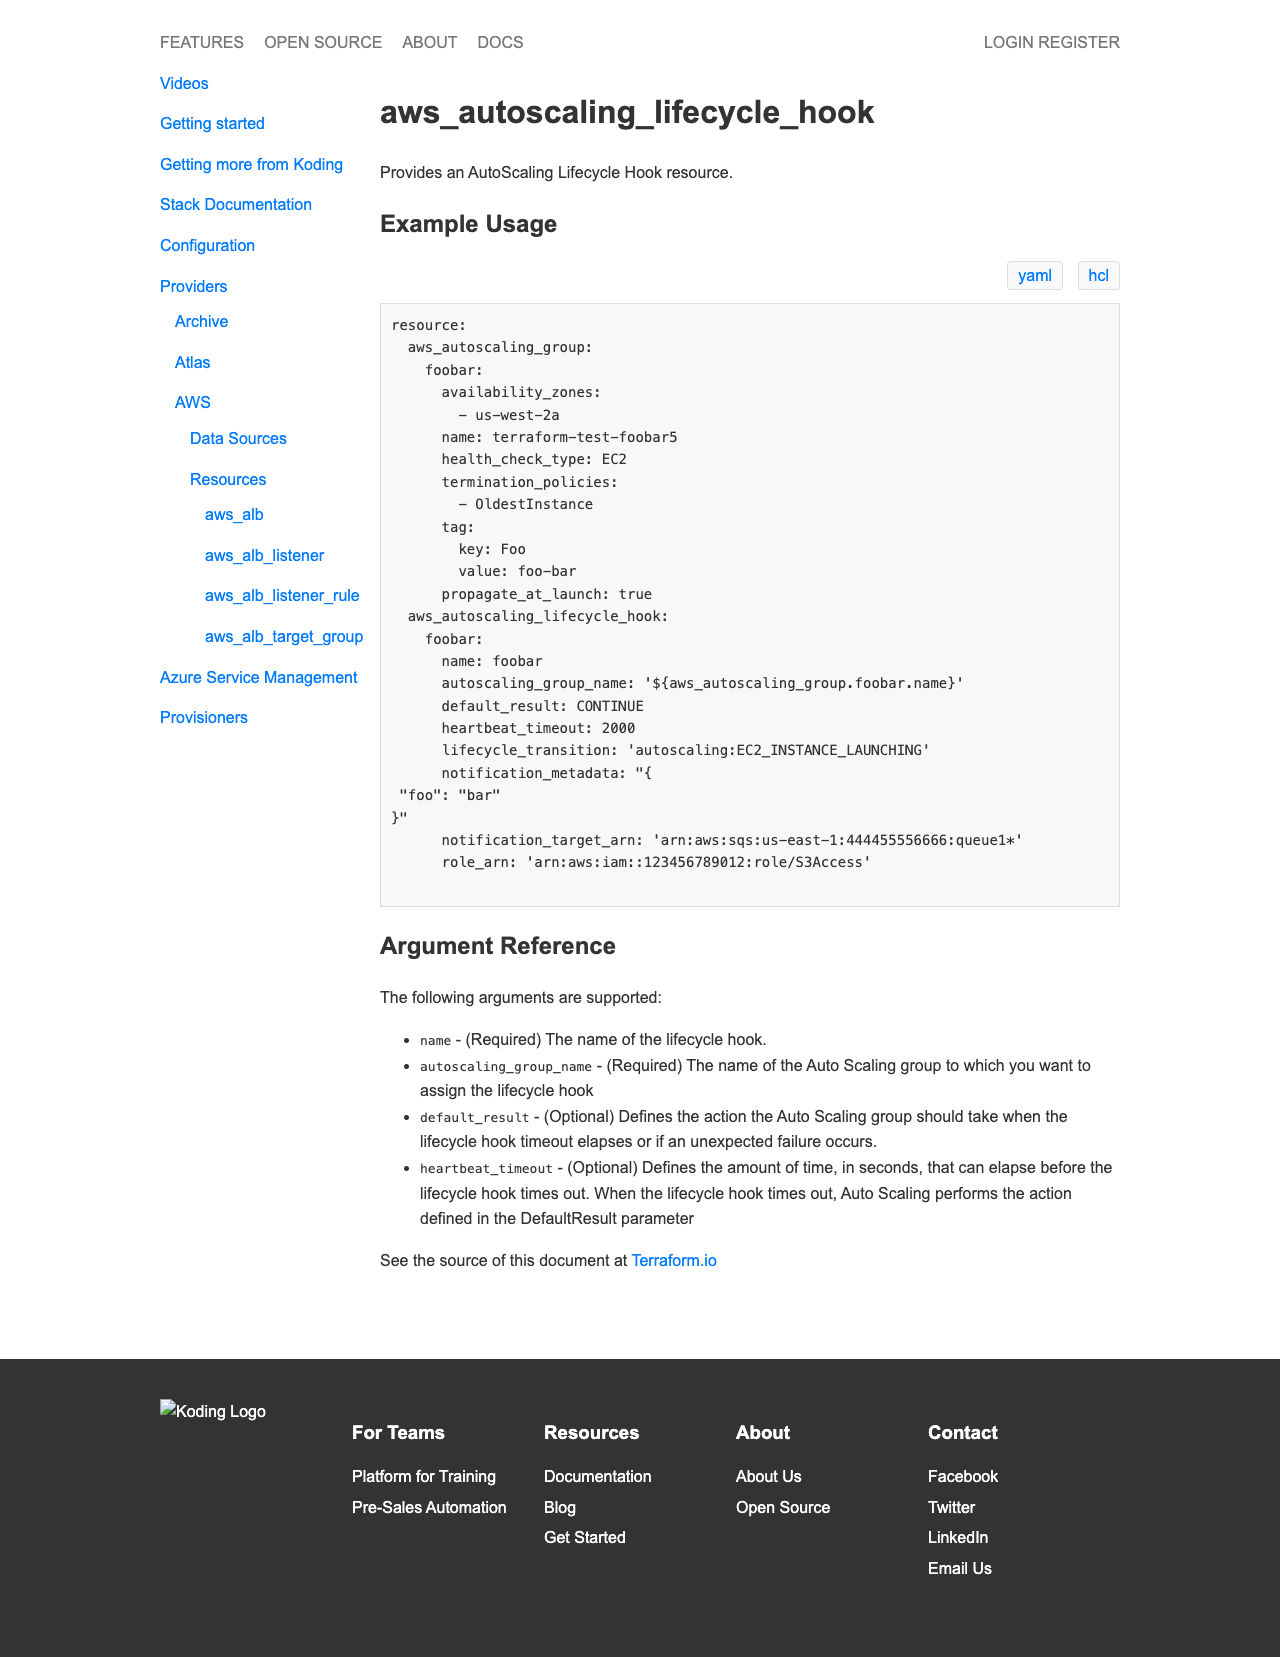 FEATURES OPEN SOURCE ABOUT DOCS LOGIN REGISTER
Videos
Getting started
Getting more from Koding
Stack Documentation
Configuration
Providers
Archive
Atlas
AWS
Data Sources
Resources
aws_alb
aws_alb_listener
aws_alb_listener_rule
aws_alb_target_group
Azure Service Management
Provisioners
aws_autoscaling_lifecycle_hook
Provides an AutoScaling Lifecycle Hook resource.
Example Usage
yaml hcl
resource:
  aws_autoscaling_group:
    foobar:
      availability_zones:
        - us-west-2a
      name: terraform-test-foobar5
      health_check_type: EC2
      termination_policies:
        - OldestInstance
      tag:
        key: Foo
        value: foo-bar
      propagate_at_launch: true
  aws_autoscaling_lifecycle_hook:
    foobar:
      name: foobar
      autoscaling_group_name: '${aws_autoscaling_group.foobar.name}'
      default_result: CONTINUE
      heartbeat_timeout: 2000
      lifecycle_transition: 'autoscaling:EC2_INSTANCE_LAUNCHING'
      notification_metadata: "{
 "foo": "bar"
}"
      notification_target_arn: 'arn:aws:sqs:us-east-1:444455556666:queue1*'
      role_arn: 'arn:aws:iam::123456789012:role/S3Access'
Argument Reference
The following arguments are supported:
• name - (Required) The name of the lifecycle hook.
• autoscaling_group_name - (Required) The name of the Auto Scaling group to which you want to
assign the lifecycle hook
• default_result - (Optional) Defines the action the Auto Scaling group should take when the
lifecycle hook timeout elapses or if an unexpected failure occurs.
• heartbeat_timeout - (Optional) Defines the amount of time, in seconds, that can elapse before the
lifecycle hook times out. When the lifecycle hook times out, Auto Scaling performs the action
defined in the DefaultResult parameter
See the source of this document at Terraform.io
Koding Logo
For Teams
Platform for Training
Pre-Sales Automation
Resources
Documentation
Blog
Get Started
About
About Us
Open Source
Contact
Facebook
Twitter
LinkedIn
Email Us